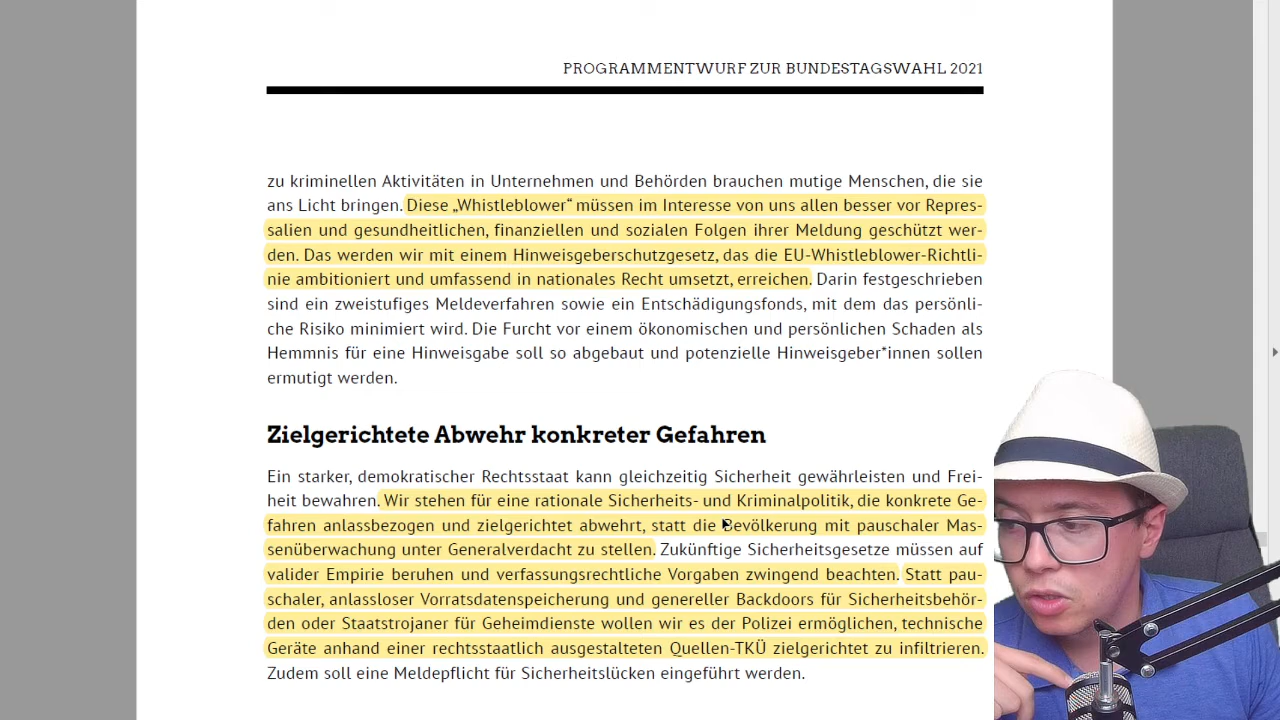 PROGRAMMENTWURF ZUR BUNDESTAGSWAHL 2021
zu kriminellen Aktivitäten in Unternehmen und Behörden brauchen mutige Menschen, die sie
ans Licht bringen. Diese „Whistleblower“ müssen im Interesse von uns allen besser vor Repres-
salien und gesundheitlichen, finanziellen und sozialen Folgen ihrer Meldung geschützt wer-
den. Das werden wir mit einem Hinweisgeberschutzgesetz, das die EU-Whistleblower-Richtli-
nie ambitioniert und umfassend in nationales Recht umsetzt, erreichen. Darin festgeschrieben
sind ein zweistufiges Meldeverfahren sowie ein Entschädigungsfonds, mit dem das persönli-
che Risiko minimiert wird. Die Furcht vor einem ökonomischen und persönlichen Schaden als
Hemmnis für eine Hinweisgabe soll so abgebaut und potenzielle Hinweisgeber*innen sollen
ermutigt werden.
Zielgerichtete Abwehr konkreter Gefahren
Ein starker, demokratischer Rechtsstaat kann gleichzeitig Sicherheit gewährleisten und Frei-
heit bewahren. Wir stehen für eine rationale Sicherheits- und Kriminalpolitik, die konkrete Ge-
fahren anlassbezogen und zielgerichtet abwehrt, statt die Bevölkerung mit pauschaler Mas-
senüberwachung unter Generalverdacht zu stellen. Zukünftige Sicherheitsgesetze müssen auf
valider Empirie beruhen und verfassungsrechtliche Vorgaben zwingend beachten. Statt pau-
schaler, anlassloser Vorratsdatenspeicherung und genereller Backdoors für Sicherheitsbehör-
den oder Staatstrojaner für Geheimdienste wollen wir es der Polizei ermöglichen, technische
Geräte anhand einer rechtsstaatlich ausgestalteten Quellen-TKÜ zielgerichtet zu infiltrieren.
Zudem soll eine Meldepflicht für Sicherheitslücken eingeführt werden.